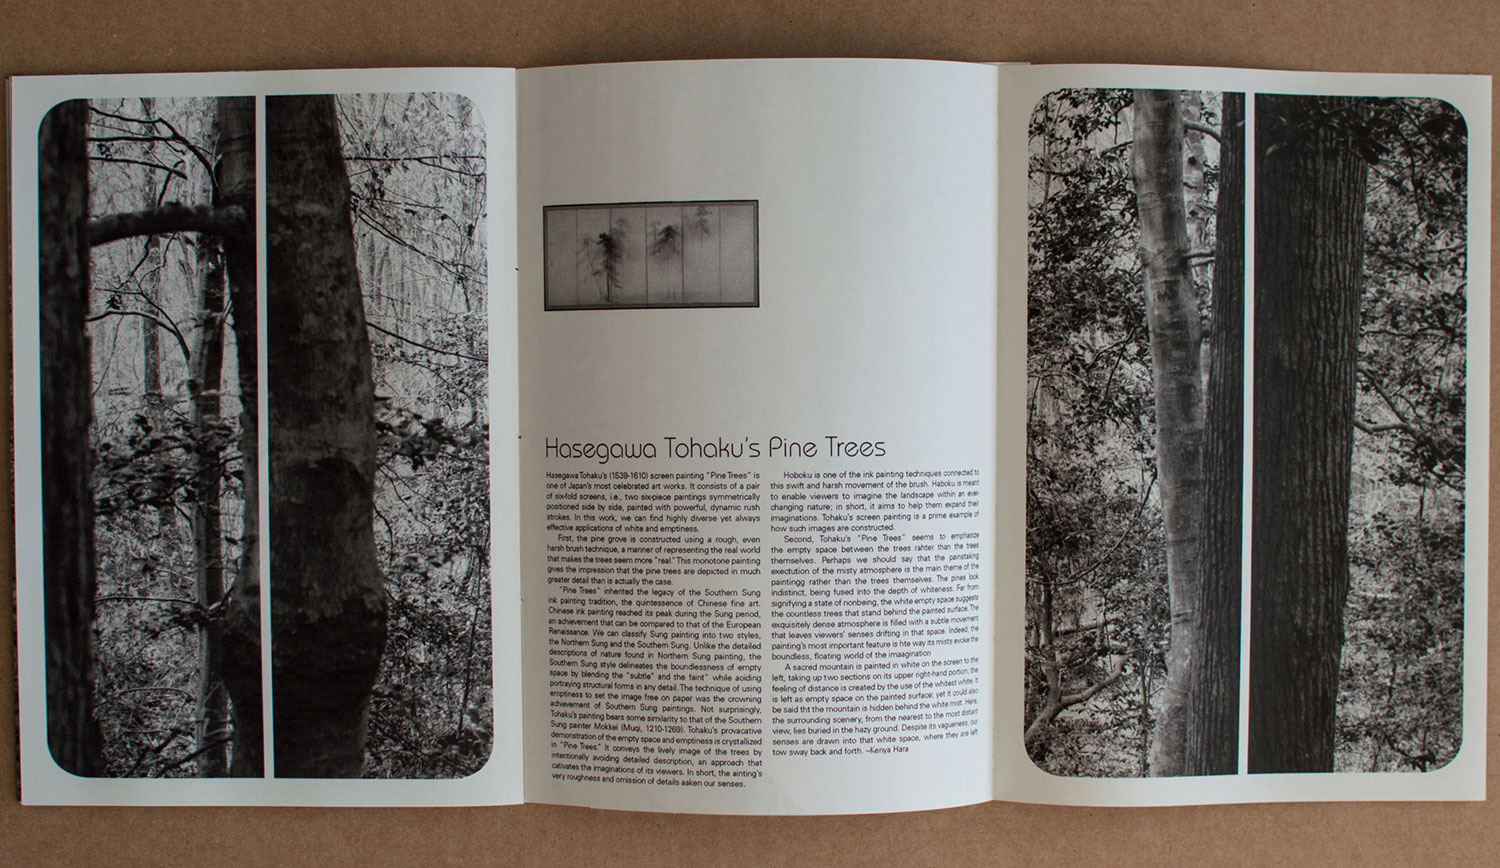 Hasegawa Tohaku's Pine Trees
Hasegawa Tohaku's (1539-1610) screen painting "Pine Trees" is
one of Japan's most celebrated art works. It consists of a pair
of six-fold screens, i.e., two six-piece paintings symmetrically
positioned side by side, painted with powerful, dynamic rush
strokes. In this work, we can find highly diverse yet always
effective applications of white and emptiness.
First, the pine grove is constructed using a rough, even
harsh brush technique, a manner of representing the real world
that makes the trees seem more "real." This monotone painting
gives the impression that the pine trees are depicted in much
greater detail than is actually the case.
"Pine Trees" inherited the legacy of the Southern Sung
ink painting tradition, the quintessence of Chinese fine art.
Chinese ink painting reached its peak during the Sung period,
an achievement that can be compared to that of the European
Renaissance. We can classify Sung painting into two styles,
the Northern Sung and the Southern Sung. Unlike the detailed
descriptions of nature found in Northern Sung painting, the
Southern Sung style delineates the boundlessness of empty
space by blending the "subtle" and the faint" while aoiding
portraying structural forms in any detail. The technique of using
emptiness to set the image free on paper was the crowning
achievement of Southern Sung paintings. Not surprisingly,
Tohaku's painting bears some similarity to that of the Southern
Sung painter Mokkei (Muqi, 1210-1269). Tohaku's provacative
demonstration of the empty space and emptiness is crystallized
in "Pine Trees." It conveys the lively image of the trees by
intentionally avoiding detailed description, an approach that
cativates the imaginations of its viewers. In short, the ainting's
very roughness and omission of details aaken our senses.
Hoboku is one of the ink painting techniques connected to
this swift and harsh movement of the brush. Haboku is meant
to enable viewers to imagine the landscape within an ever-
changing nature; in short, it aims to help them expand their
imaginations. Tohaku's screen painting is a prime example of
how such images are constructed.
Second, Tohaku's "Pine Trees" seems to emphasize
the empty space between the trees rahter than the trees
themselves. Perhaps we should say that the painstaking
exectution of the misty atmosphere is the main theme of the
paintingg rather than the trees themselves. The pines look
indistinct, being fused into the depth of whiteness. Far from
signifying a state of nonbeing, the white empty space suggests
the countless trees that stand behind the painted surface. The
exquisitely dense atmosphere is filled with a subtle movement
that leaves viewers' senses drifting in that space. Indeed, the
painting's most important feature is hte way its mists evoke the
boundless, floating world of the imaagination
A sacred mountain is painted in white on the screen to the
left, taking up two sections on its upper right-hand portion; the
feeling of distance is created by the use of the whitest white. It
is left as empty space on the painted surface; yet it could also
be said tht the mountain is hidden behind the white mist. Here,
the surrounding scenery, from the nearest to the most distant
view, lies buried in the hazy ground. Despite its vagueness, our
senses are drawn into that white space, where they are left
tow sway back and forth. –Kenya Hara